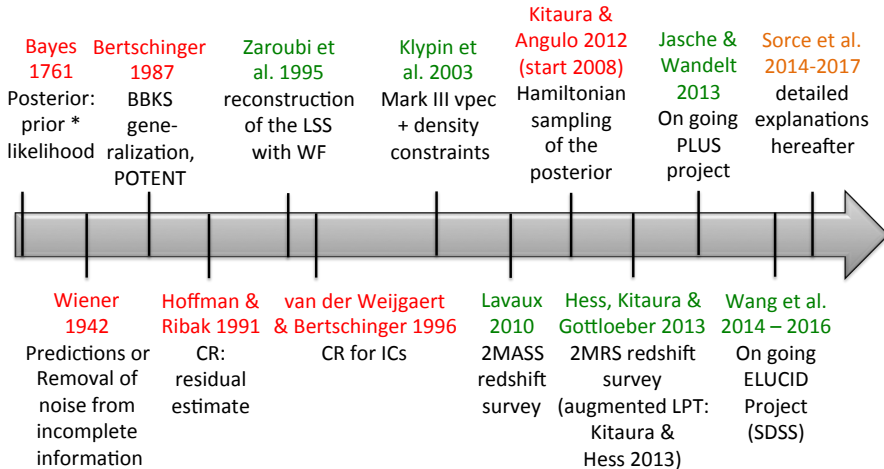 Bayes
1761
Posterior:
prior *
likelihood
Bertschinger
1987
BBKS
gene-
ralization,
POTENT
Zaroubi et
al. 1995
reconstruction
of the LSS
with WF
Klypin et
al. 2003
Mark III vpec
+ density
constraints
Kitaura &
Angulo 2012
(start 2008)
Hamiltonian
sampling
of the
posterior
Jasche &
Wandelt
2013
On going
PLUS
project
Sorce et al.
2014-2017
detailed
explanations
hereafter
Wiener
1942
Predictions or
Removal of
noise from
incomplete
information
Hoffman &
Ribak 1991
CR:
residual
estimate
van der Weijgaert
& Bertschinger 1996
CR for ICs
Lavaux
2010
2MASS
redshift
survey
Hess, Kitaura &
Gottloeber 2013
2MRS redshift
survey
(augmented LPT:
Kitaura &
Hess 2013)
Wang et al.
2014 – 2016
On going
ELUCID
Project
(SDSS)